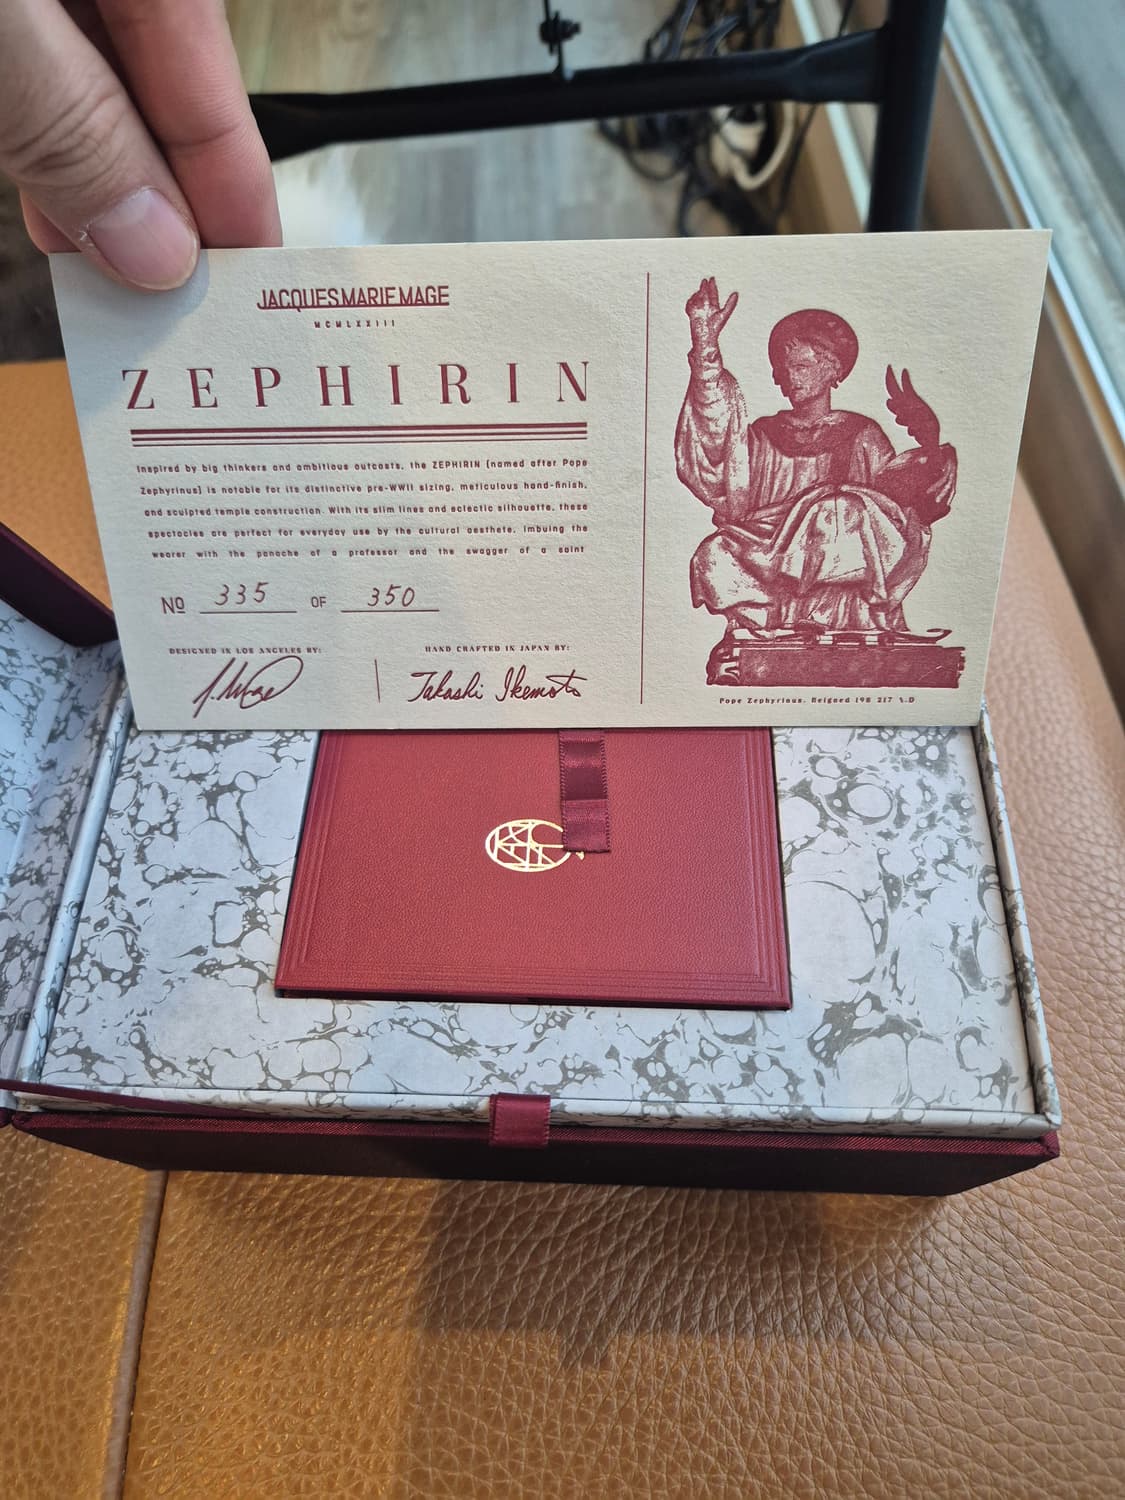 JACQUESMARIEMAGE
MCMLXXIII
ZEPHIRIN
Inspired by big thinkers and ambitious outcasts, the ZEPHIRIN (named after Pope
Zephyrinus) is notable for its distinctive pre-WWII sizing, meticulous hand-finish,
and sculpted temple construction. With its slim lines and eclectic silhouette, these
spectacles are perfect for everyday use by the cultural aesthete, imbuing the
wearer with the panache of a professor and the swagger of a saint
Nº 335 OF 350
DESIGNED IN LOS ANGELES BY:
HAND CRAFTED IN JAPAN BY:
Takashi Ikemoto
Pope Zephyrinus. Reigned 198 217 A.D